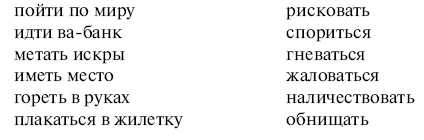 пойти по миру рисковать
идти ва-банк спориться
метать искры гневаться
иметь место жаловаться
гореть в руках наличествовать
плакаться в жилетку обнищать